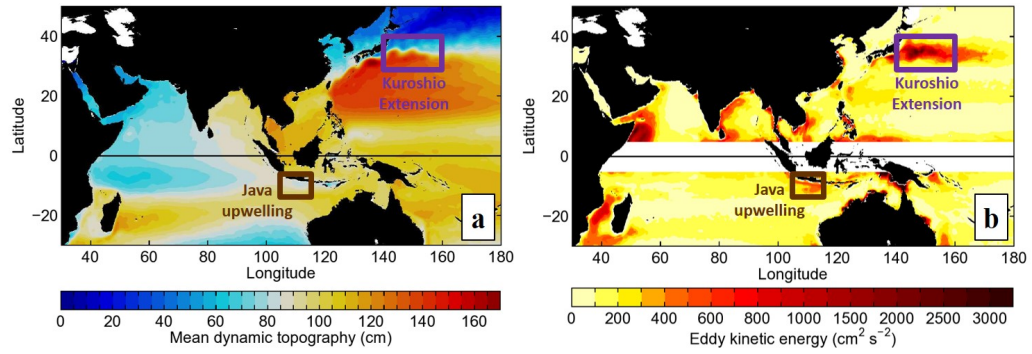 40
20
0
−20
Latitude
Kuroshio
Extension
Java
upwelling
a
40 60 80 100 120 140 160 180
Longitude
0 20 40 60 80 100 120 140 160
Mean dynamic topography (cm)
40
20
0
−20
Latitude
Kuroshio
Extension
Java
upwelling
b
40 60 80 100 120 140 160 180
Longitude
0 200 400 600 800 1000 1500 2000 2500 3000
Eddy kinetic energy (cm² s⁻²)